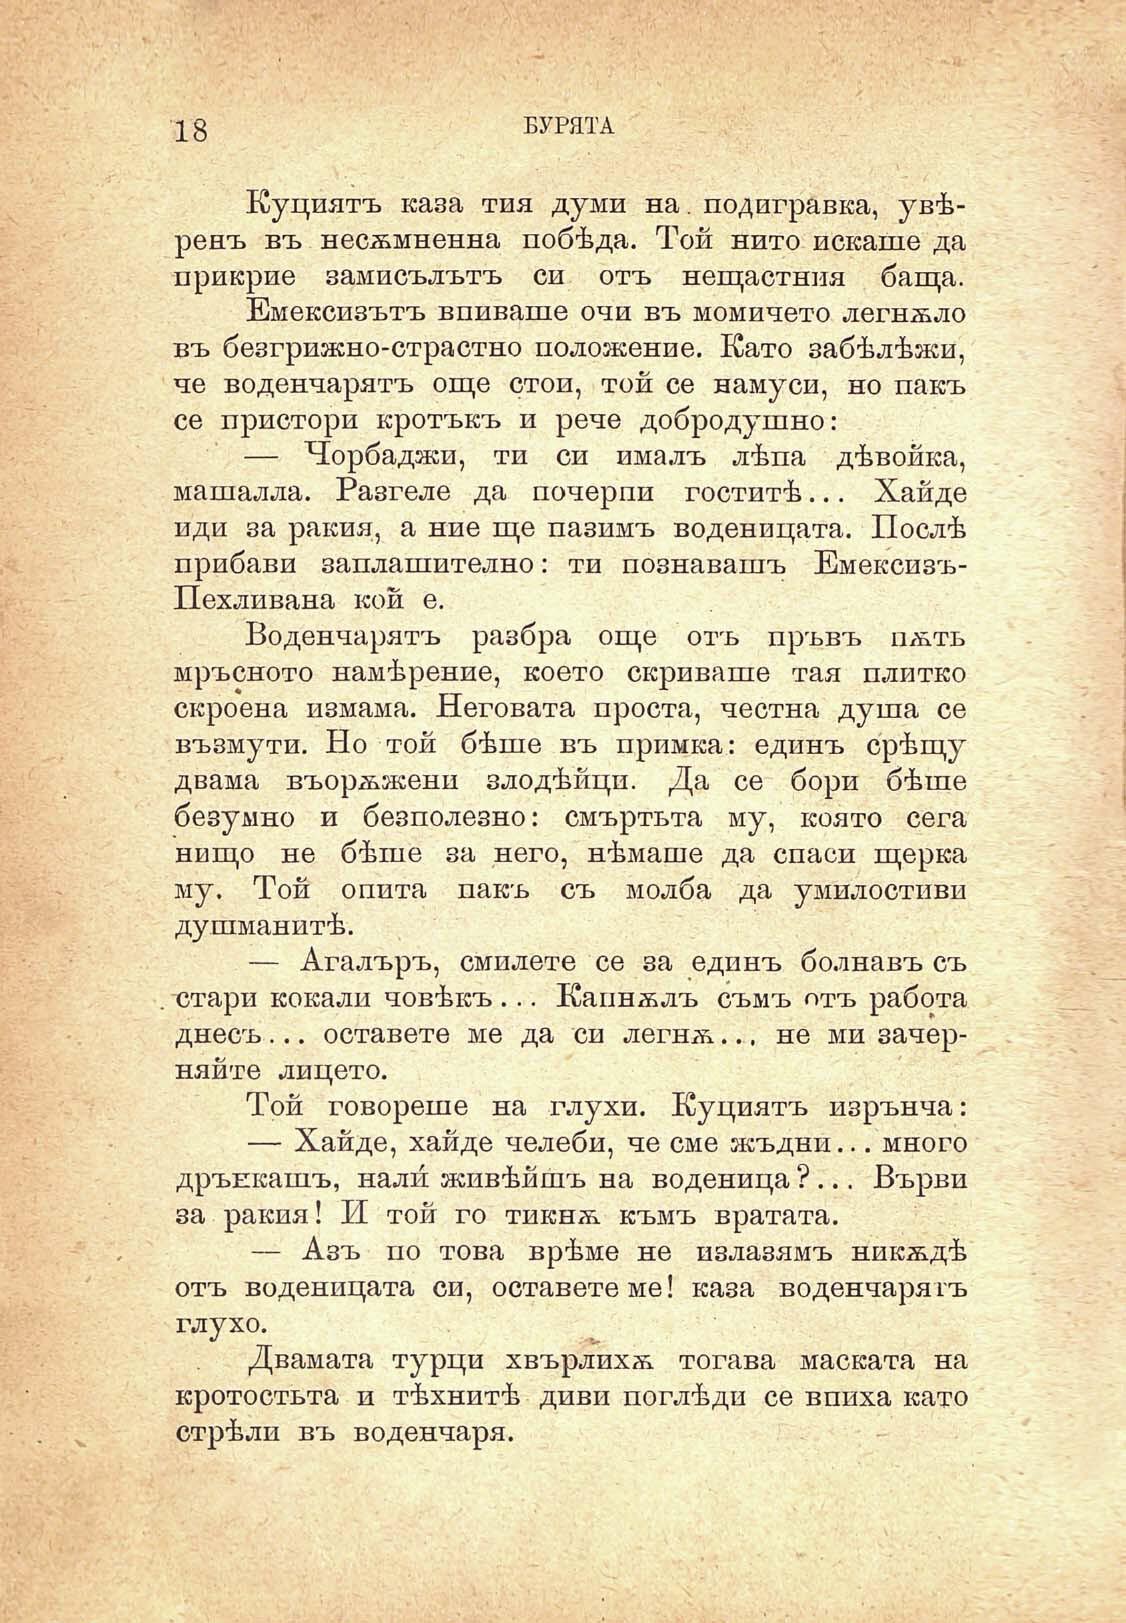 18
БУРЯТА
Куциятъ каза тия думи на подигравка, увѣ-
ренъ въ несѫмненна побѣда. Той нито искаше да
прикрие замисълътъ си отъ нещастния баща.
Емексизътъ впиваше очи въ момичето легнѫло
въ безгрижно-страстно положение. Като забѣлѣжи,
че воденчарятъ още стои, той се намуси, но пакъ
се пристори кротъкъ и рече добродушно:
— Чорбаджи, ти си ималъ лѣпа дѣвойка,
машалла. Разгеле да почерпи гоститѣ... Хайде
иди за ракия, а ние ще пазимъ воденицата. Послѣ
прибави заплашително: ти познавашъ Емексизъ-
Пехливана кой е.
Воденчарятъ разбра още отъ пръвъ пѫть
мръсното намѣрение, което скриваше тая плитко
скроена измама. Неговата проста, честна душа се
възмути. Но той бѣше въ примка: единъ срѣщу
двама въорѫжени злодѣйци. Да се бори бѣше
безумно и безполезно: смъртьта му, която сега
нищо не бѣше за него, нѣмаше да спаси щерка
му. Той опита пакъ съ молба да умилостиви
душманитѣ.
— Агалъръ, смилете се за единъ болнавъ съ
стари кокали човѣкъ... Капнѫлъ съмъ отъ работа
днесъ... оставете ме да си легнѫ... не ми зачер-
няйте лицето.
Той говореше на глухи. Куциятъ изрънча:
— Хайде, хайде челеби, че сме жъдни... много
дрънкашъ, нали́ живѣйшъ на воденица?... Върви
за ракия! И той го тикнѫ къмъ вратата.
— Азъ по това врѣме не излазямъ никѫдѣ
отъ воденицата си, оставете ме! каза воденчарятъ
глухо.
Двамата турци хвърлихѫ тогава маската на
кротостьта и тѣхнитѣ диви поглѣди се впиха като
стрѣли въ воденчаря.